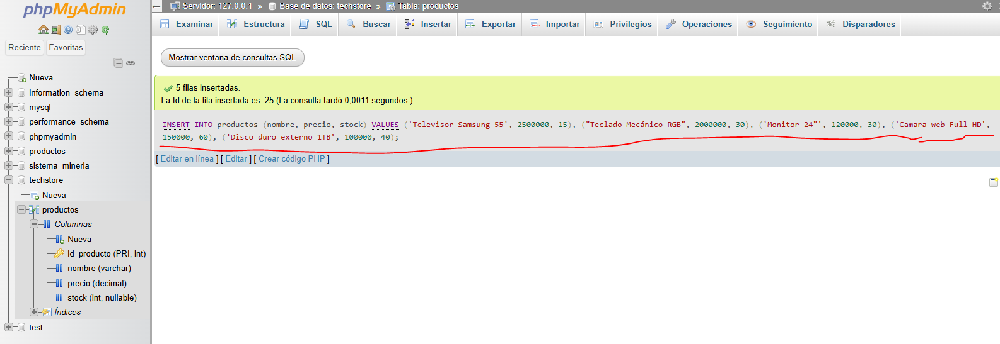 phpMyAdmin
Reciente Favoritas
Nueva
information_schema
mysql
performance_schema
phpmyadmin
productos
sistema_mineria
techstore
Nueva
productos
Columnas
Nueva
id_producto (PRI, int)
nombre (varchar)
precio (decimal)
stock (int, nullable)
Índices
test
Servidor: 127.0.0.1 » Base de datos: techstore » Tabla: productos
Examinar Estructura SQL Buscar Insertar Exportar Importar Privilegios Operaciones Seguimiento Disparadores
Mostrar ventana de consultas SQL
5 filas insertadas.
La Id de la fila insertada es: 25 (La consulta tardó 0,0011 segundos.)
INSERT INTO productos (nombre, precio, stock) VALUES ('Televisor Samsung 55', 2500000, 15), ("Teclado Mecánico RGB", 2000000, 30), ('Monitor 24"', 120000, 30), ('Camara web Full HD',
150000, 60), ('Disco duro externo 1TB', 100000, 40);
[ Editar en línea ] [ Editar ] [ Crear código PHP ]